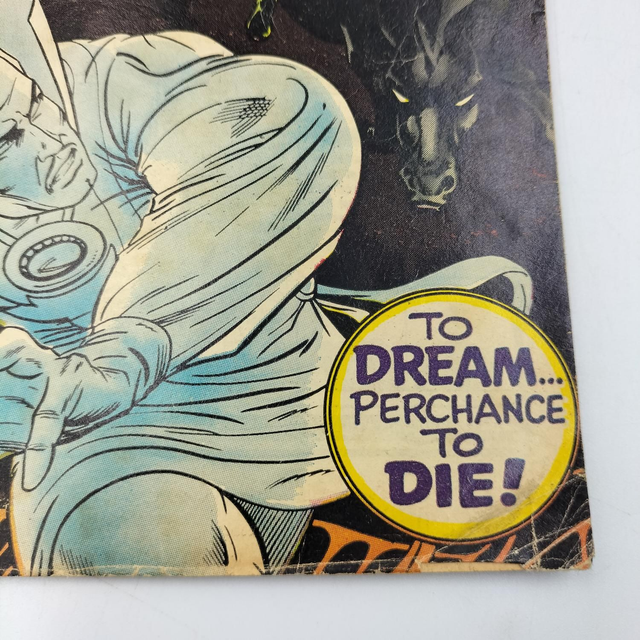 TO
DREAM...
PERCHANCE
TO
DIE!